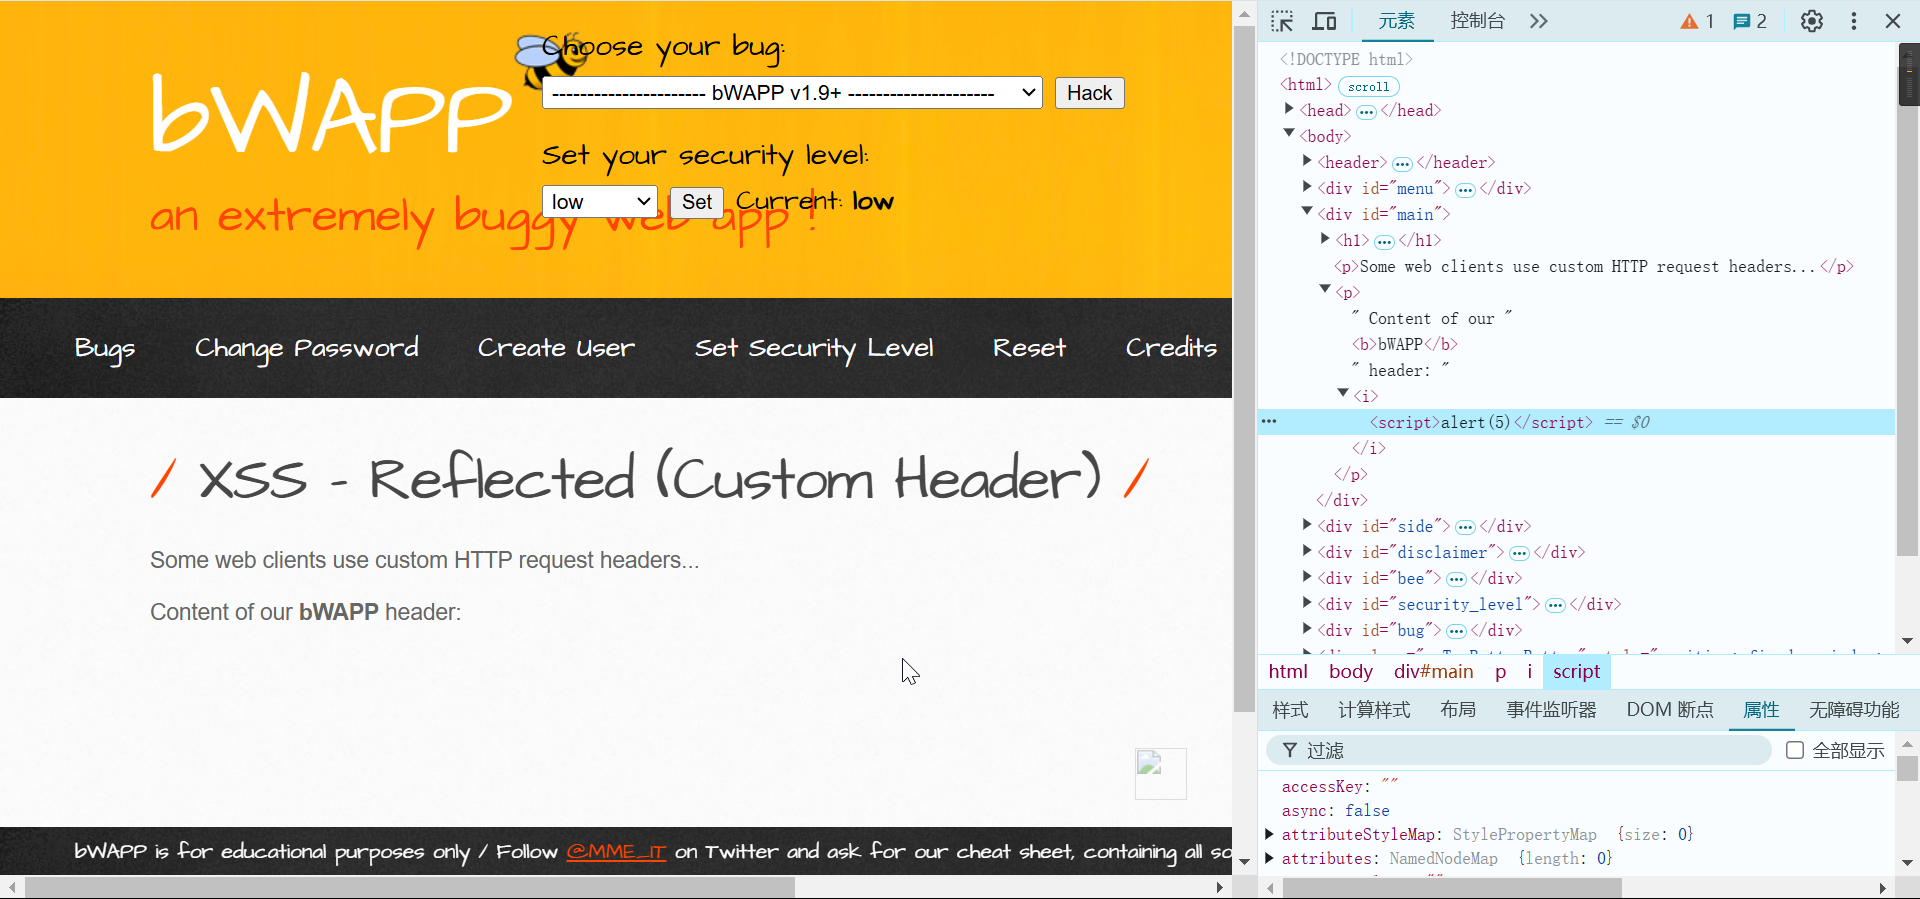 Choose your bug:
bWAPP
---------------------- bWAPP v1.9+ ---------------------
Hack
Set your security level:
low
Set
Current: low
an extremely buggy web app !
Bugs
Change Password
Create User
Set Security Level
Reset
Credits
/ XSS - Reflected (Custom Header) /
Some web clients use custom HTTP request headers...
Content of our bWAPP header:
bWAPP is for educational purposes only / Follow @MME_IT on Twitter and ask for our cheat sheet, containing all so
元素
控制台
1
2
<!DOCTYPE html>
<html> scroll
<head> ••• </head>
<body>
<header> ••• </header>
<div id="menu"> ••• </div>
<div id="main">
<h1> ••• </h1>
<p>Some web clients use custom HTTP request headers...</p>
<p>
" Content of our "
<b>bWAPP</b>
" header: "
<i>
••• <script>alert(5)</script> == $0
</i>
</p>
</div>
<div id="side"> ••• </div>
<div id="disclaimer"> ••• </div>
<div id="bee"> ••• </div>
<div id="security_level"> ••• </div>
<div id="bug"> ••• </div>
html body div#main p i script
样式 计算样式 布局 事件监听器 DOM 断点 属性 无障碍功能
过滤
全部显示
accessKey: ""
async: false
attributeStyleMap: StylePropertyMap {size: 0}
attributes: NamedNodeMap {length: 0}